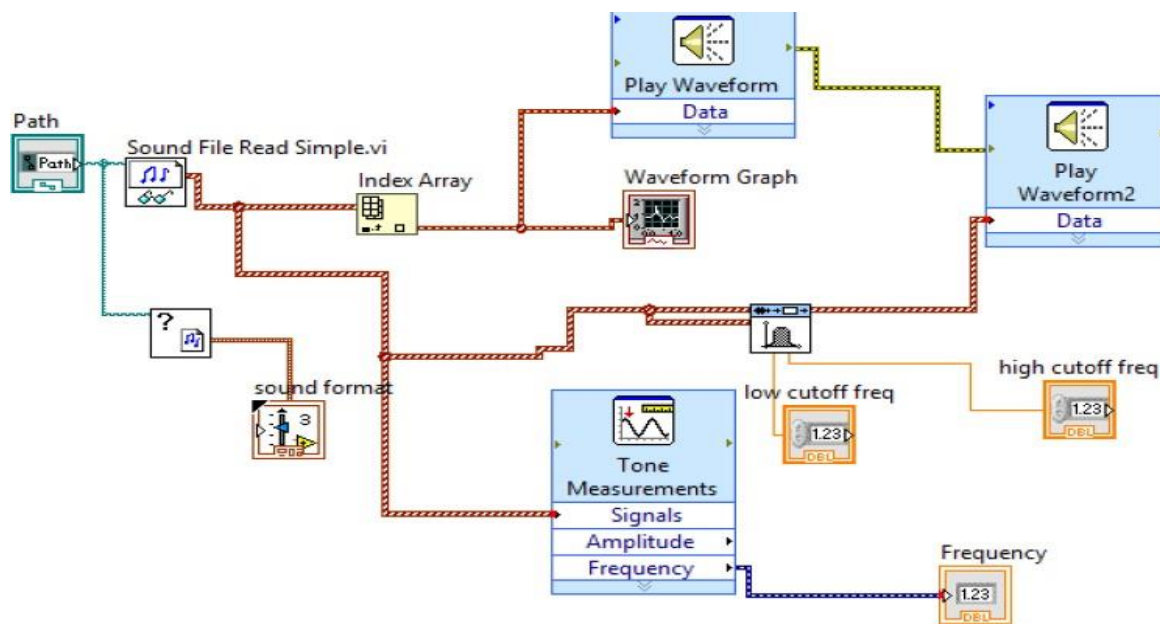 Path
Path
Sound File Read Simple.vi
Index Array
Play Waveform
Data
Waveform Graph
Play
Waveform2
Data
?
sound format
3
low cutoff freq
1.23
DBL
high cutoff freq
1.23
DBL
Tone
Measurements
Signals
Amplitude
Frequency
Frequency
1.23
DBL